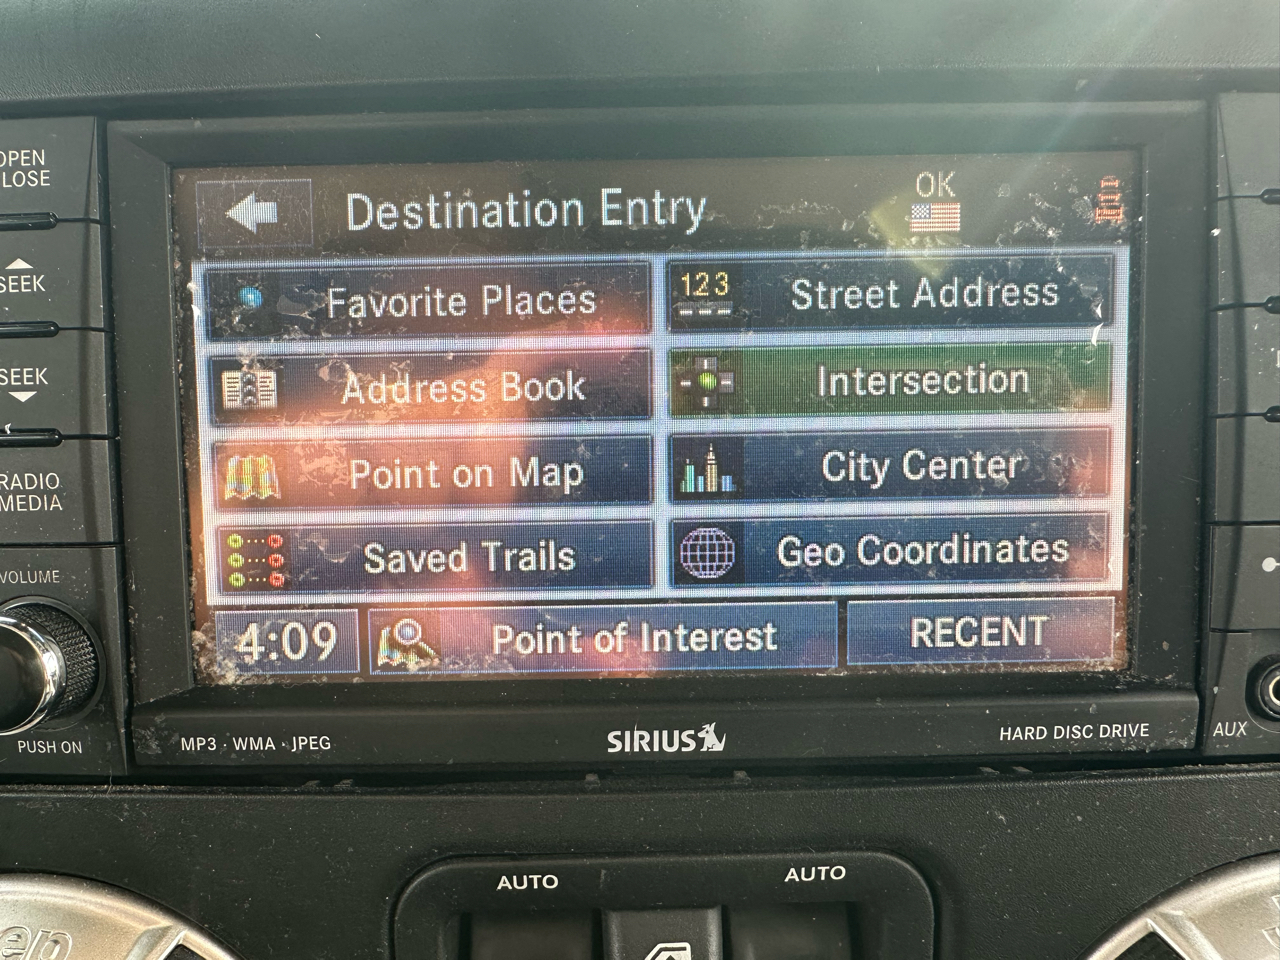 OPEN
CLOSE
SEEK
SEEK
RADIO
MEDIA
VOLUME
PUSH ON
Destination Entry
OK
Favorite Places
123
Street Address
Address Book
Intersection
Point on Map
City Center
Saved Trails
Geo Coordinates
4:09
Point of Interest
RECENT
MP3 · WMA · JPEG
SIRIUS
HARD DISC DRIVE
AUX
AUTO
AUTO